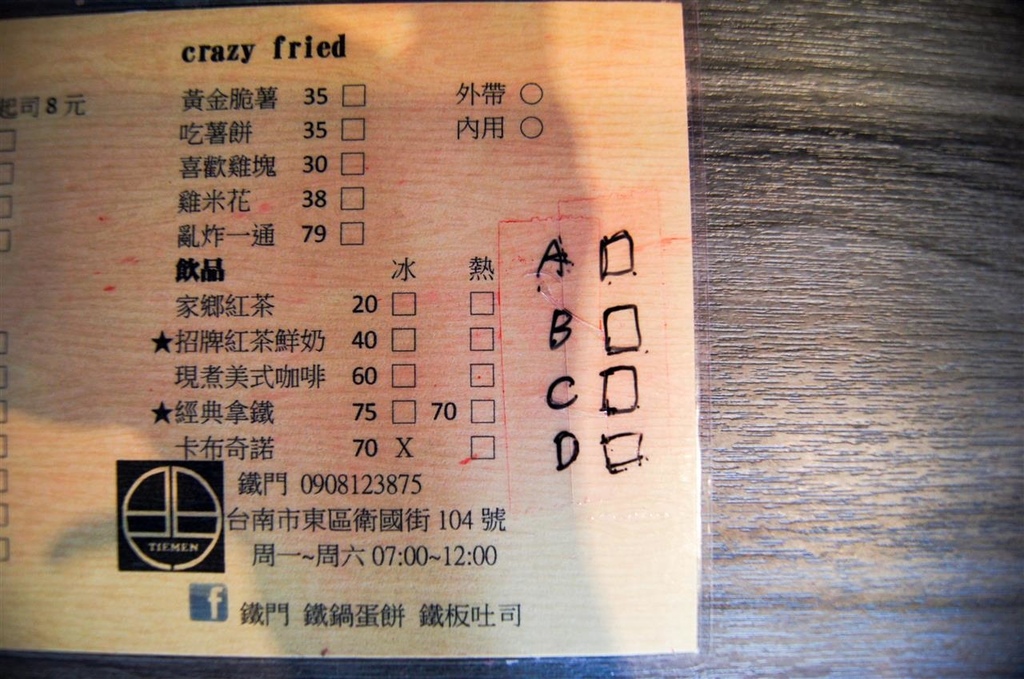 crazy fried
起司8元
黃金脆薯 35 □ 外帶 ○
吃薯餅 35 □ 內用 ○
喜歡雞塊 30 □
雞米花 38 □
亂炸一通 79 □
飲品 冰 熱
家鄉紅茶 20 □ □
★招牌紅茶鮮奶 40 □ □
現煮美式咖啡 60 □ □
★經典拿鐵 75 □ 70 □
卡布奇諾 70 X □
A □
B □
C □
D □
TIEMEN
鐵門 0908123875
台南市東區衛國街 104 號
周一~周六 07:00~12:00
f 鐵門 鐵鍋蛋餅 鐵板吐司